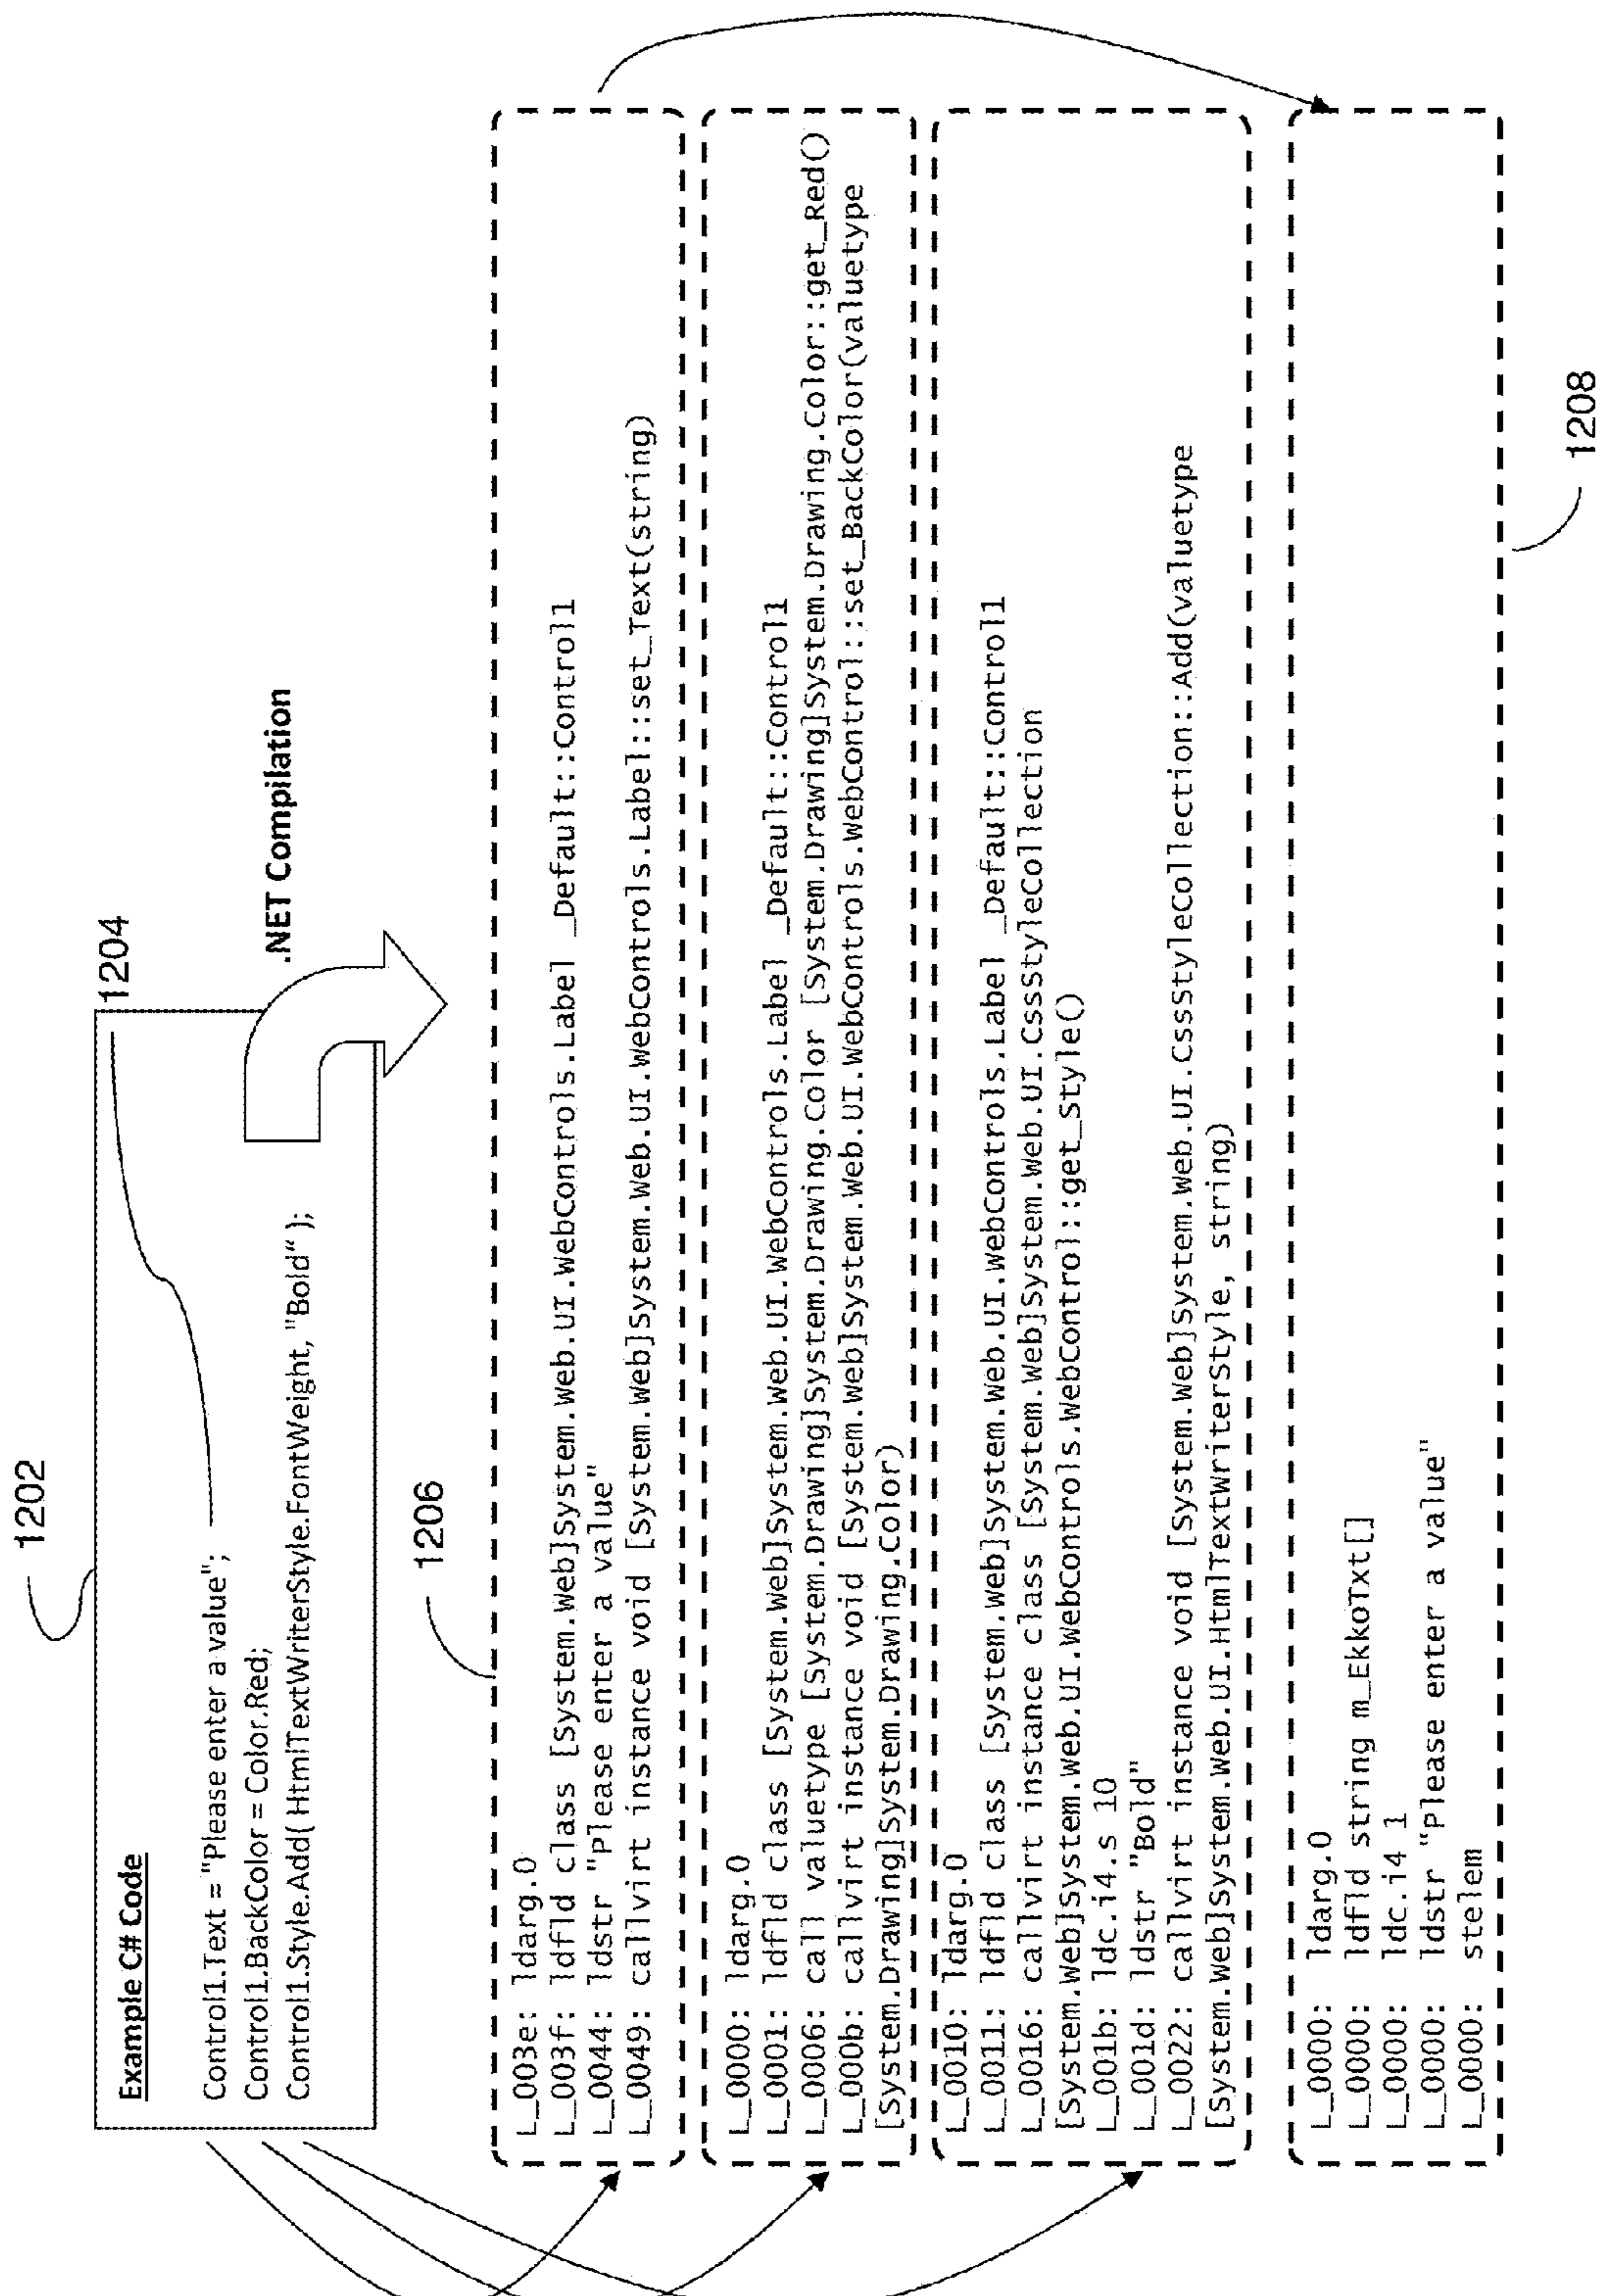 1202
Example C# Code
1204
Control1.Text = "Please enter a value";
Control1.BackColor = Color.Red;
Control1.Style.Add( HtmlTextWriterStyle.FontWeight, "Bold" );
.NET Compilation
1206
L_003e: ldarg.0
L_003f: ldfld class [System.Web]System.Web.UI.WebControls.Label _Default::Control1
L_0044: ldstr "Please enter a value"
L_0049: callvirt instance void [System.Web]System.Web.UI.WebControls.Label::set_Text(string)
L_0000: ldarg.0
L_0001: ldfld class [System.Web]System.Web.UI.WebControls.Label _Default::Control1
L_0006: call valuetype [System.Drawing]System.Drawing.Color [System.Drawing]System.Drawing.Color::get_Red()
L_000b: callvirt instance void [System.Web]System.Web.UI.WebControls.WebControl::set_BackColor(valuetype
[System.Drawing]System.Drawing.Color)
L_0010: ldarg.0
L_0011: ldfld class [System.Web]System.Web.UI.WebControls.Label _Default::Control1
L_0016: callvirt instance class [System.Web]System.Web.UI.CssStyleCollection
[System.Web]System.Web.UI.WebControls.WebControl::get_Style()
L_001b: ldc.i4.s 10
L_001d: ldstr "Bold"
L_0022: callvirt instance void [System.Web]System.Web.UI.CssStyleCollection::Add(valuetype
[System.Web]System.Web.UI.HtmlTextWriterStyle, string)
L_0000: ldarg.0
L_0000: ldfld string m_EkkoTxt[]
L_0000: ldc.i4 1
L_0000: ldstr "Please enter a value"
L_0000: stelem
1208